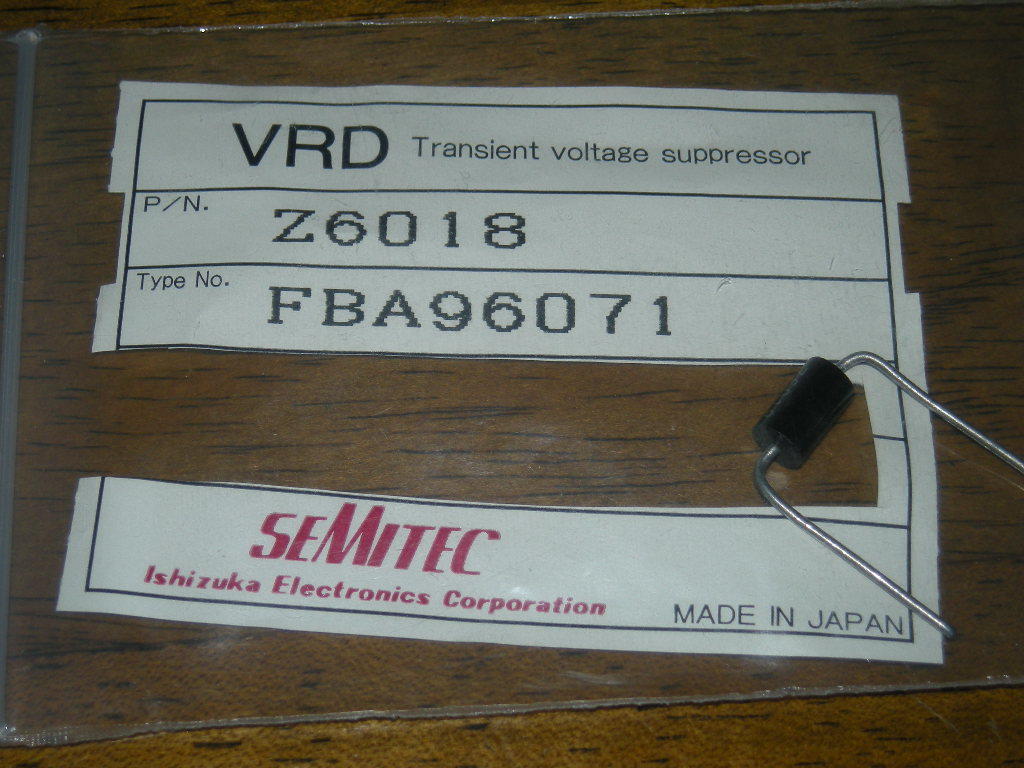 VRD Transient voltage suppressor
P/N. Z6018
Type No. FBA96071
SEMITEC
Ishizuka Electronics Corporation
MADE IN JAPAN